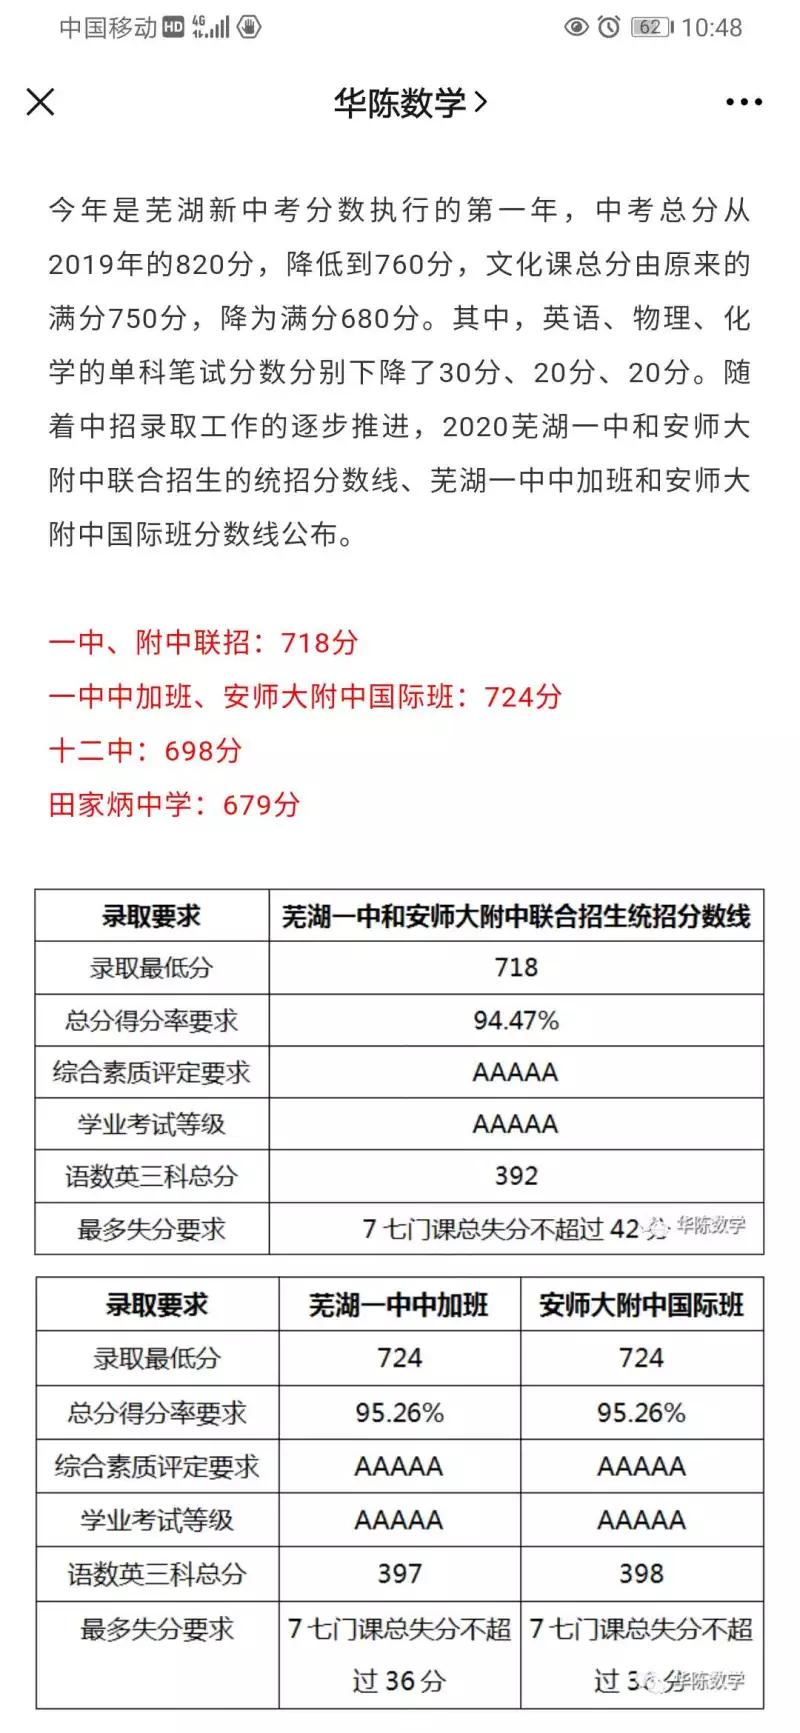 中国移动 HD 4G 62 10:48
华陈数学
今年是芜湖新中考分数执行的第一年，中考总分从
2019年的820分，降低到760分，文化课总分由原来的
满分750分，降为满分680分。其中，英语、物理、化
学的单科笔试分数分别下降了30分、20分、20分。随
着中招录取工作的逐步推进，2020芜湖一中和安师大
附中联合招生的统招分数线、芜湖一中中加班和安师大
附中国际班分数线公布。
一中、附中联招：718分
一中中加班、安师大附中国际班：724分
十二中：698分
田家炳中学：679分
录取要求 芜湖一中和安师大附中联合招生统招分数线
录取最低分 718
总分得分率要求 94.47%
综合素质评定要求 AAAAA
学业考试等级 AAAAA
语数英三科总分 392
最多失分要求 7 七门课总失分不超过 42 分
华陈数学
录取要求 芜湖一中中加班 安师大附中国际班
录取最低分 724 724
总分得分率要求 95.26% 95.26%
综合素质评定要求 AAAAA AAAAA
学业考试等级 AAAAA AAAAA
语数英三科总分 397 398
最多失分要求 7 七门课总失分不超 7 七门课总失分不超
过 36 分 过 36 分
华陈数学